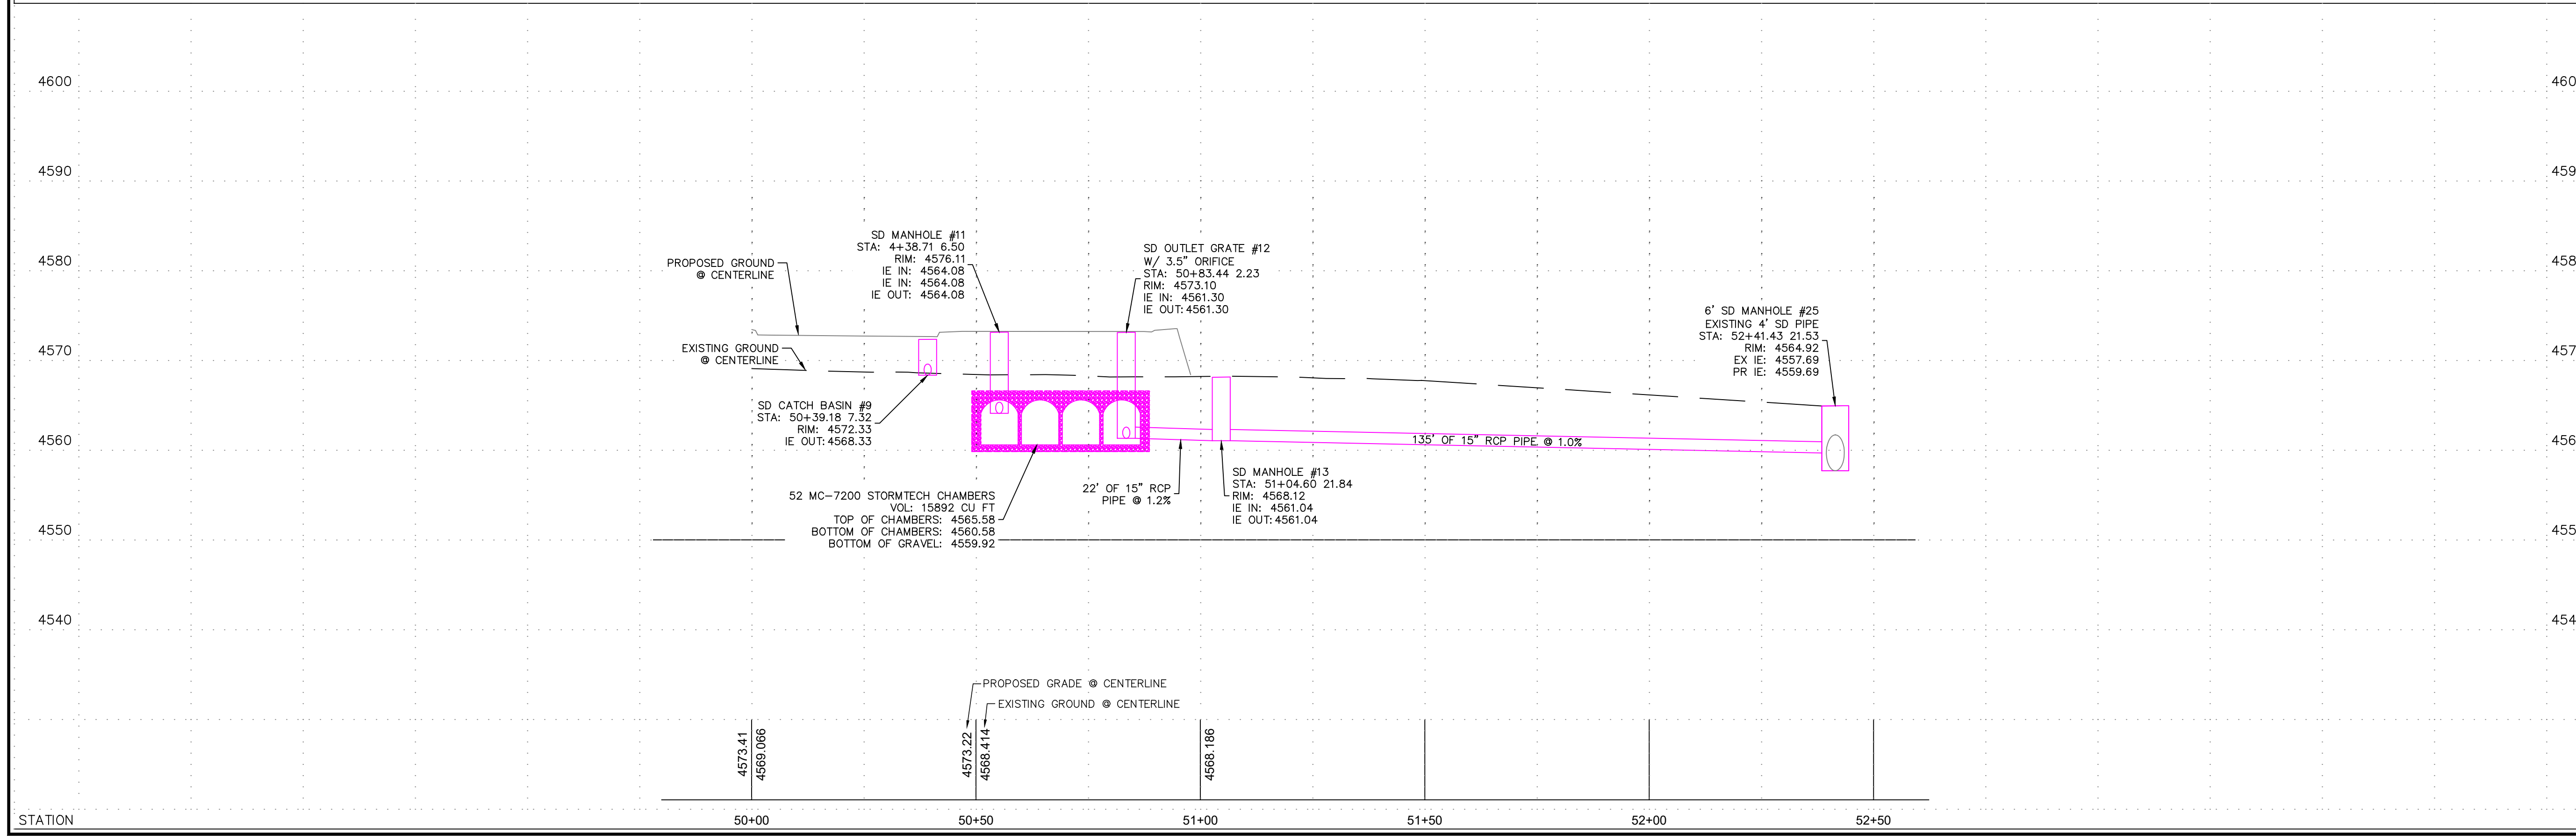 4600
4590
4580
4570
4560
4550
4540
460
459
458
457
456
455
454
PROPOSED GROUND
@ CENTERLINE
EXISTING GROUND
@ CENTERLINE
SD MANHOLE #11
STA: 4+38.71 6.50
RIM: 4576.11
IE IN: 4564.08
IE IN: 4564.08
IE OUT: 4564.08
SD OUTLET GRATE #12
W/ 3.5" ORIFICE
STA: 50+83.44 2.23
RIM: 4573.10
IE IN: 4561.30
IE OUT: 4561.30
6' SD MANHOLE #25
EXISTING 4' SD PIPE
STA: 52+41.43 21.53
RIM: 4564.92
EX IE: 4557.69
PR IE: 4559.69
SD CATCH BASIN #9
STA: 50+39.18 7.32
RIM: 4572.33
IE OUT: 4568.33
135' OF 15" RCP PIPE @ 1.0%
22' OF 15" RCP
PIPE @ 1.2%
SD MANHOLE #13
STA: 51+04.60 21.84
RIM: 4568.12
IE IN: 4561.04
IE OUT: 4561.04
52 MC-7200 STORMTECH CHAMBERS
VOL: 15892 CU FT
TOP OF CHAMBERS: 4565.58
BOTTOM OF CHAMBERS: 4560.58
BOTTOM OF GRAVEL: 4559.92
PROPOSED GRADE @ CENTERLINE
EXISTING GROUND @ CENTERLINE
4573.41
4569.066
4573.22
4568.414
4568.186
STATION
50+00
50+50
51+00
51+50
52+00
52+50